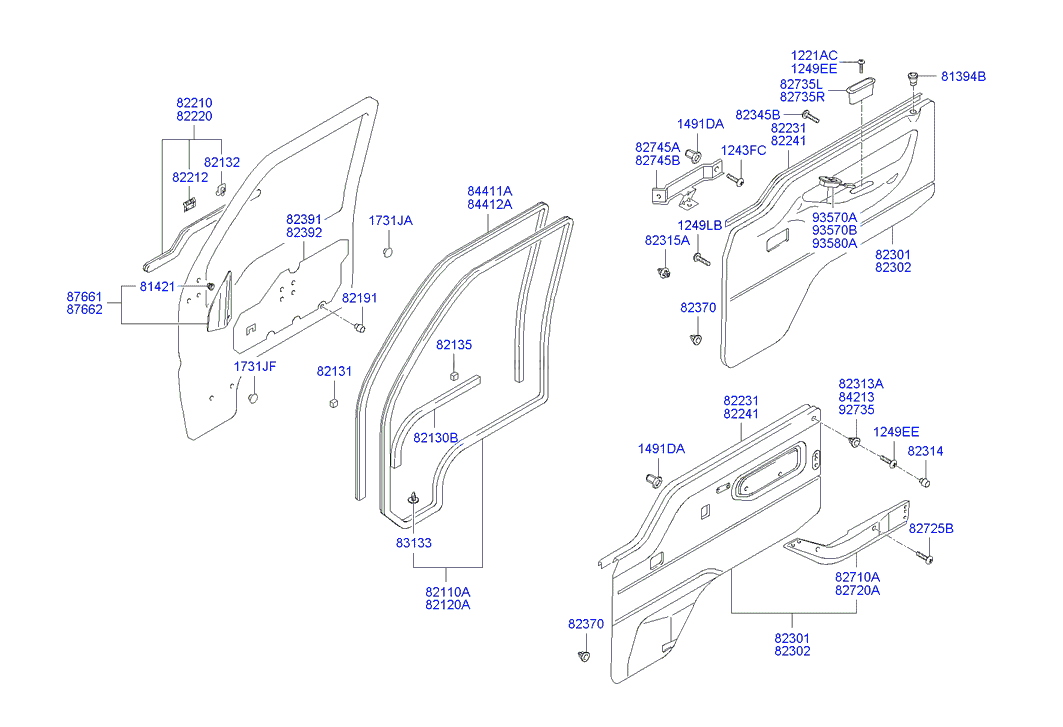 1221AC
1249EE
81394B
82735L
82735R
82210
82220
82345B
1491DA
82231
82241
82745A
82745B
1243FC
82132
82212
84411A
84412A
82391
82392
1731JA
93570A
93570B
93580A
1249LB
82315A
82301
82302
81421
87661
87662
82191
82370
82135
1731JF
82131
82313A
84213
92735
82231
82241
82130B
1249EE
1491DA
82314
82725B
83133
82710A
82720A
82110A
82120A
82370
82301
82302